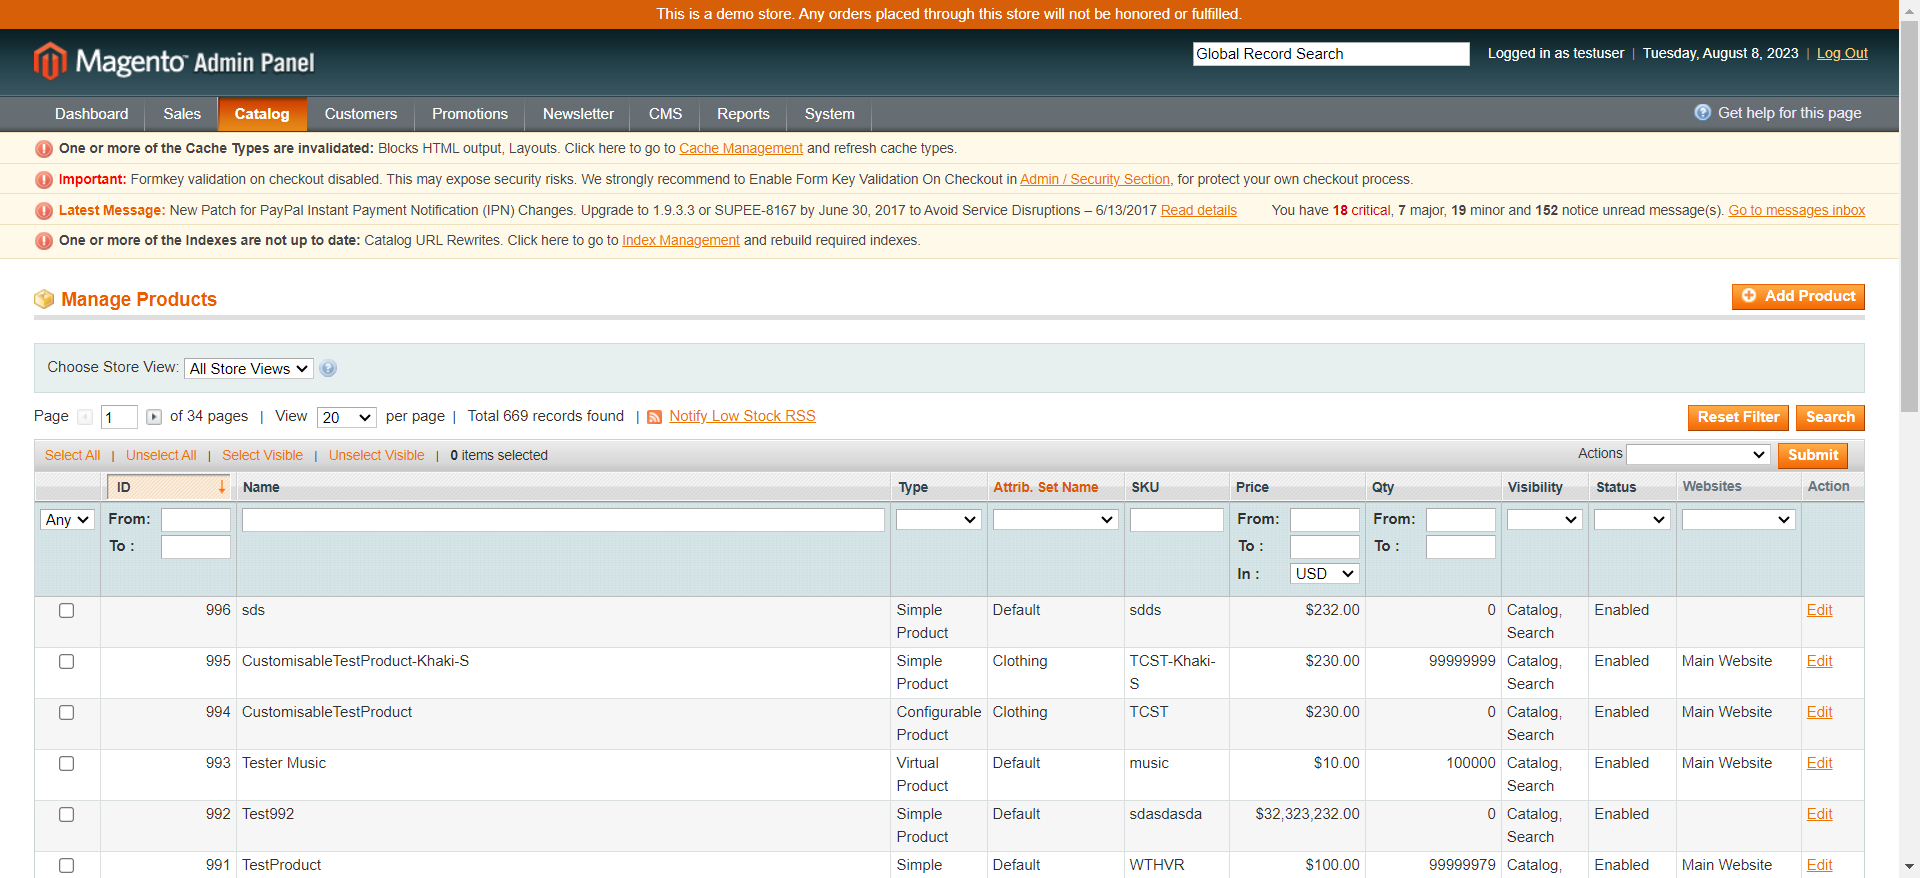 This is a demo store. Any orders placed through this store will not be honored or fulfilled.
Magento Admin Panel
Global Record Search
Logged in as testuser | Tuesday, August 8, 2023 | Log Out
Dashboard Sales Catalog Customers Promotions Newsletter CMS Reports System
Get help for this page
One or more of the Cache Types are invalidated: Blocks HTML output, Layouts. Click here to go to Cache Management and refresh cache types.
Important: Formkey validation on checkout disabled. This may expose security risks. We strongly recommend to Enable Form Key Validation On Checkout in Admin / Security Section, for protect your own checkout process.
Latest Message: New Patch for PayPal Instant Payment Notification (IPN) Changes. Upgrade to 1.9.3.3 or SUPEE-8167 by June 30, 2017 to Avoid Service Disruptions – 6/13/2017 Read details You have 18 critical, 7 major, 19 minor and 152 notice unread message(s). Go to messages inbox
One or more of the Indexes are not up to date: Catalog URL Rewrites. Click here to go to Index Management and rebuild required indexes.
Manage Products
Add Product
Choose Store View: All Store Views
Page 1 of 34 pages | View 20 per page | Total 669 records found | Notify Low Stock RSS
Reset Filter Search
Select All | Unselect All | Select Visible | Unselect Visible | 0 items selected
Actions Submit
ID Name Type Attrib. Set Name SKU Price Qty Visibility Status Websites Action
Any From: From: From:
To : To : To :
In : USD
996 sds Simple Default sdds $232.00 0 Catalog, Enabled Edit
Product Search
995 CustomisableTestProduct-Khaki-S Simple Clothing TCST-Khaki- $230.00 99999999 Catalog, Enabled Main Website Edit
Product S Search
994 CustomisableTestProduct Configurable Clothing TCST $230.00 0 Catalog, Enabled Main Website Edit
Product Search
993 Tester Music Virtual Default music $10.00 100000 Catalog, Enabled Main Website Edit
Product Search
992 Test992 Simple Default sdasdasda $32,323,232.00 0 Catalog, Enabled Edit
Product Search
991 TestProduct Simple Default WTHVR $100.00 99999979 Catalog, Enabled Main Website Edit